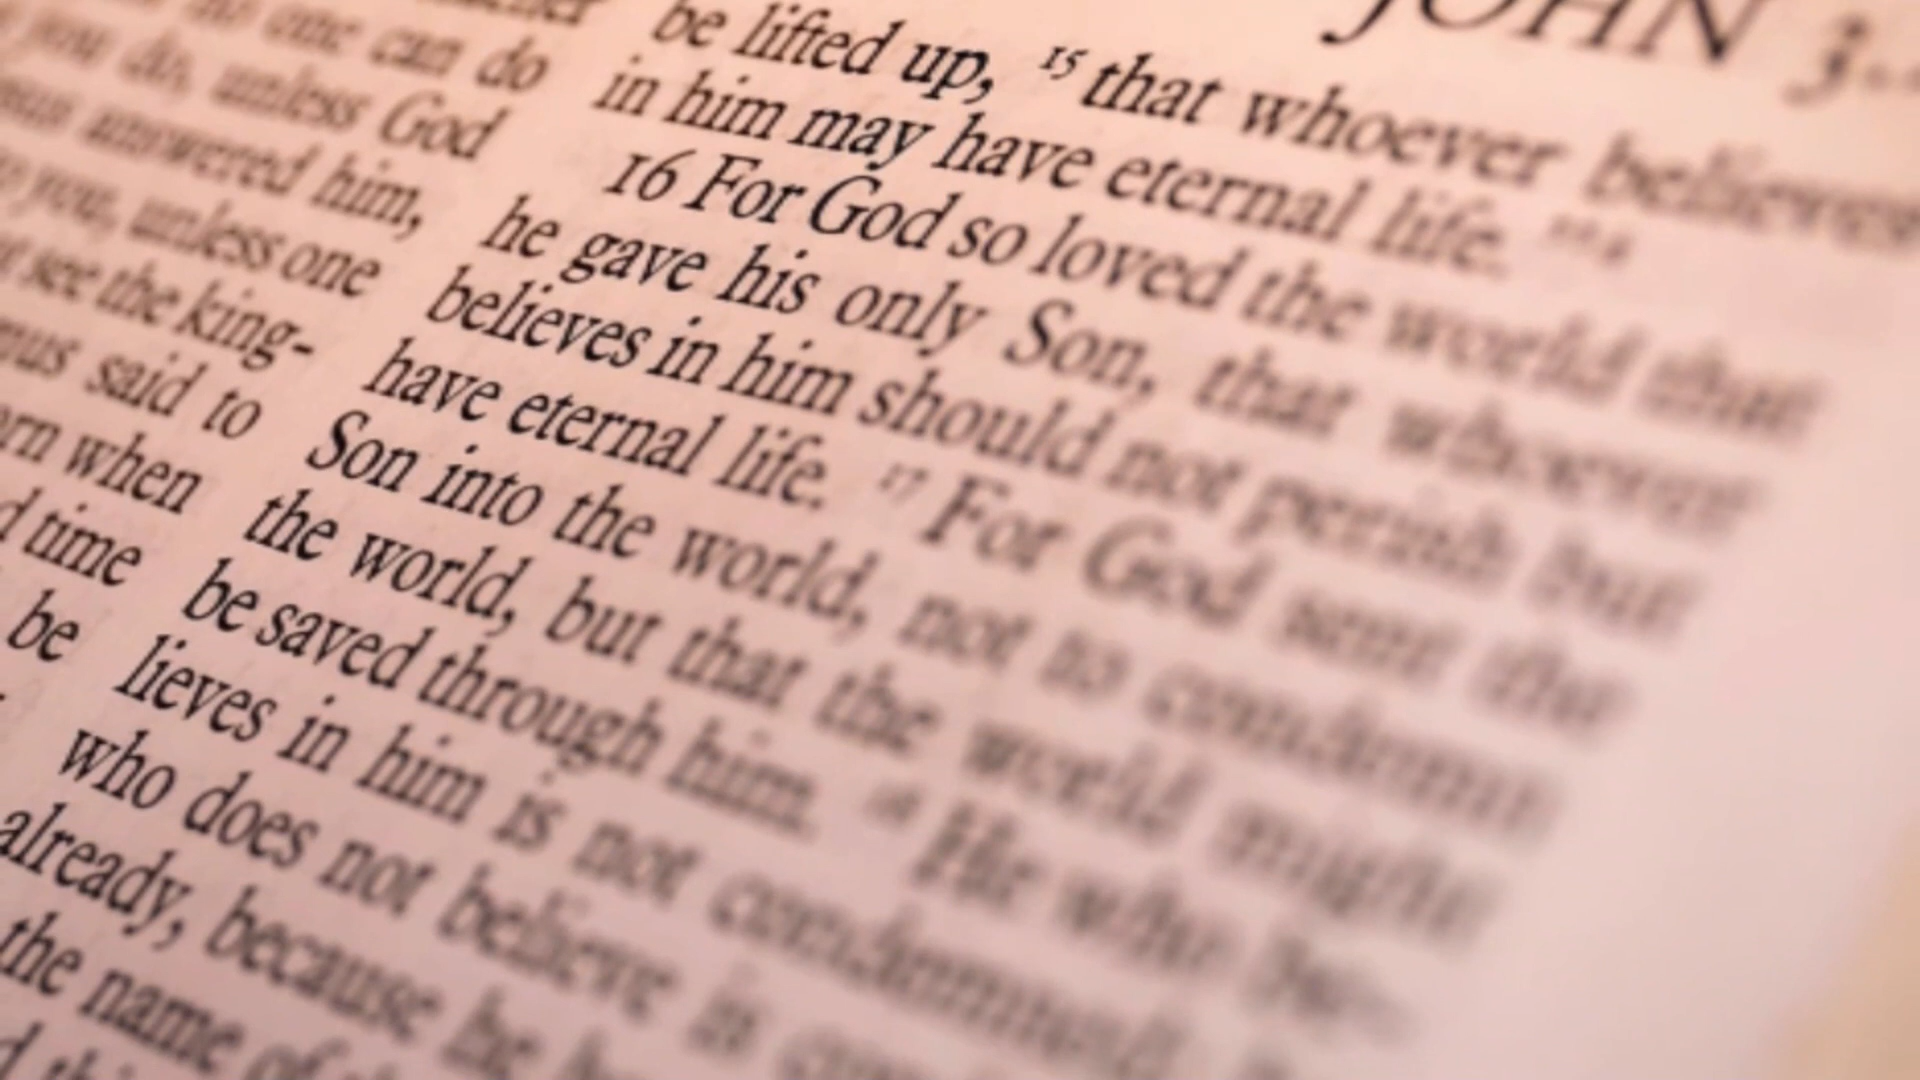 JOHN 3
no one can do
you do, unless God
answered him,
you, unless one
see the king-
said to
when
time
be
be lifted up, 15 that whoever believes
in him may have eternal life."
16 For God so loved the world that
he gave his only Son, that whoever
believes in him should not perish but
have eternal life. 17 For God sent the
Son into the world, not to condemn
the world, but that the world might
be saved through him. 18 He who be-
lieves in him is not condemned
who does not believe is
already, because he
the name of